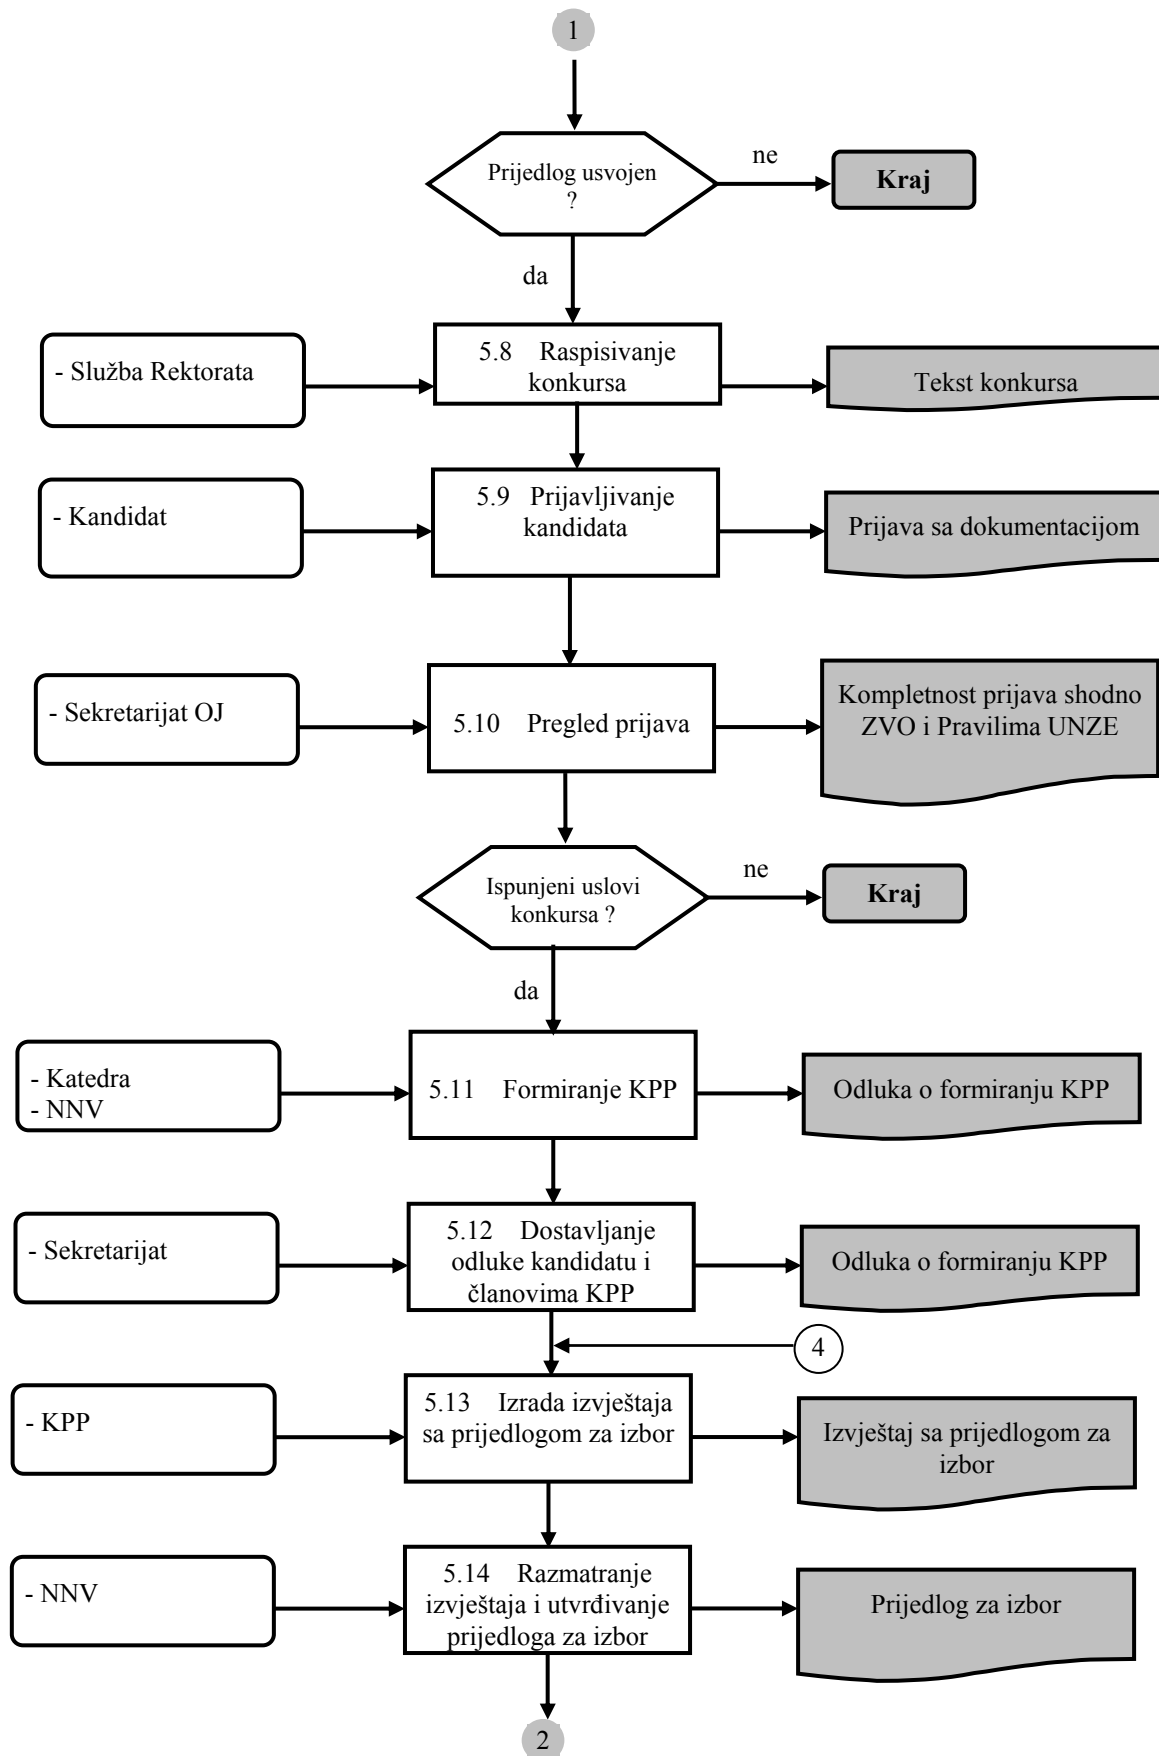 1
Prijedlog usvojen
?
ne
Kraj
da
- Služba Rektorata
5.8 Raspisivanje
konkursa
Tekst konkursa
- Kandidat
5.9 Prijavljivanje
kandidata
Prijava sa dokumentacijom
- Sekretarijat OJ
5.10 Pregled prijava
Kompletnost prijava shodno
ZVO i Pravilima UNZE
Ispunjeni uslovi
konkursa ?
ne
Kraj
da
- Katedra
- NNV
5.11 Formiranje KPP
Odluka o formiranju KPP
- Sekretarijat
5.12 Dostavljanje
odluke kandidatu i
članovima KPP
Odluka o formiranju KPP
4
- KPP
5.13 Izrada izvještaja
sa prijedlogom za izbor
Izvještaj sa prijedlogom za
izbor
- NNV
5.14 Razmatranje
izvještaja i utvrđivanje
prijedloga za izbor
Prijedlog za izbor
2